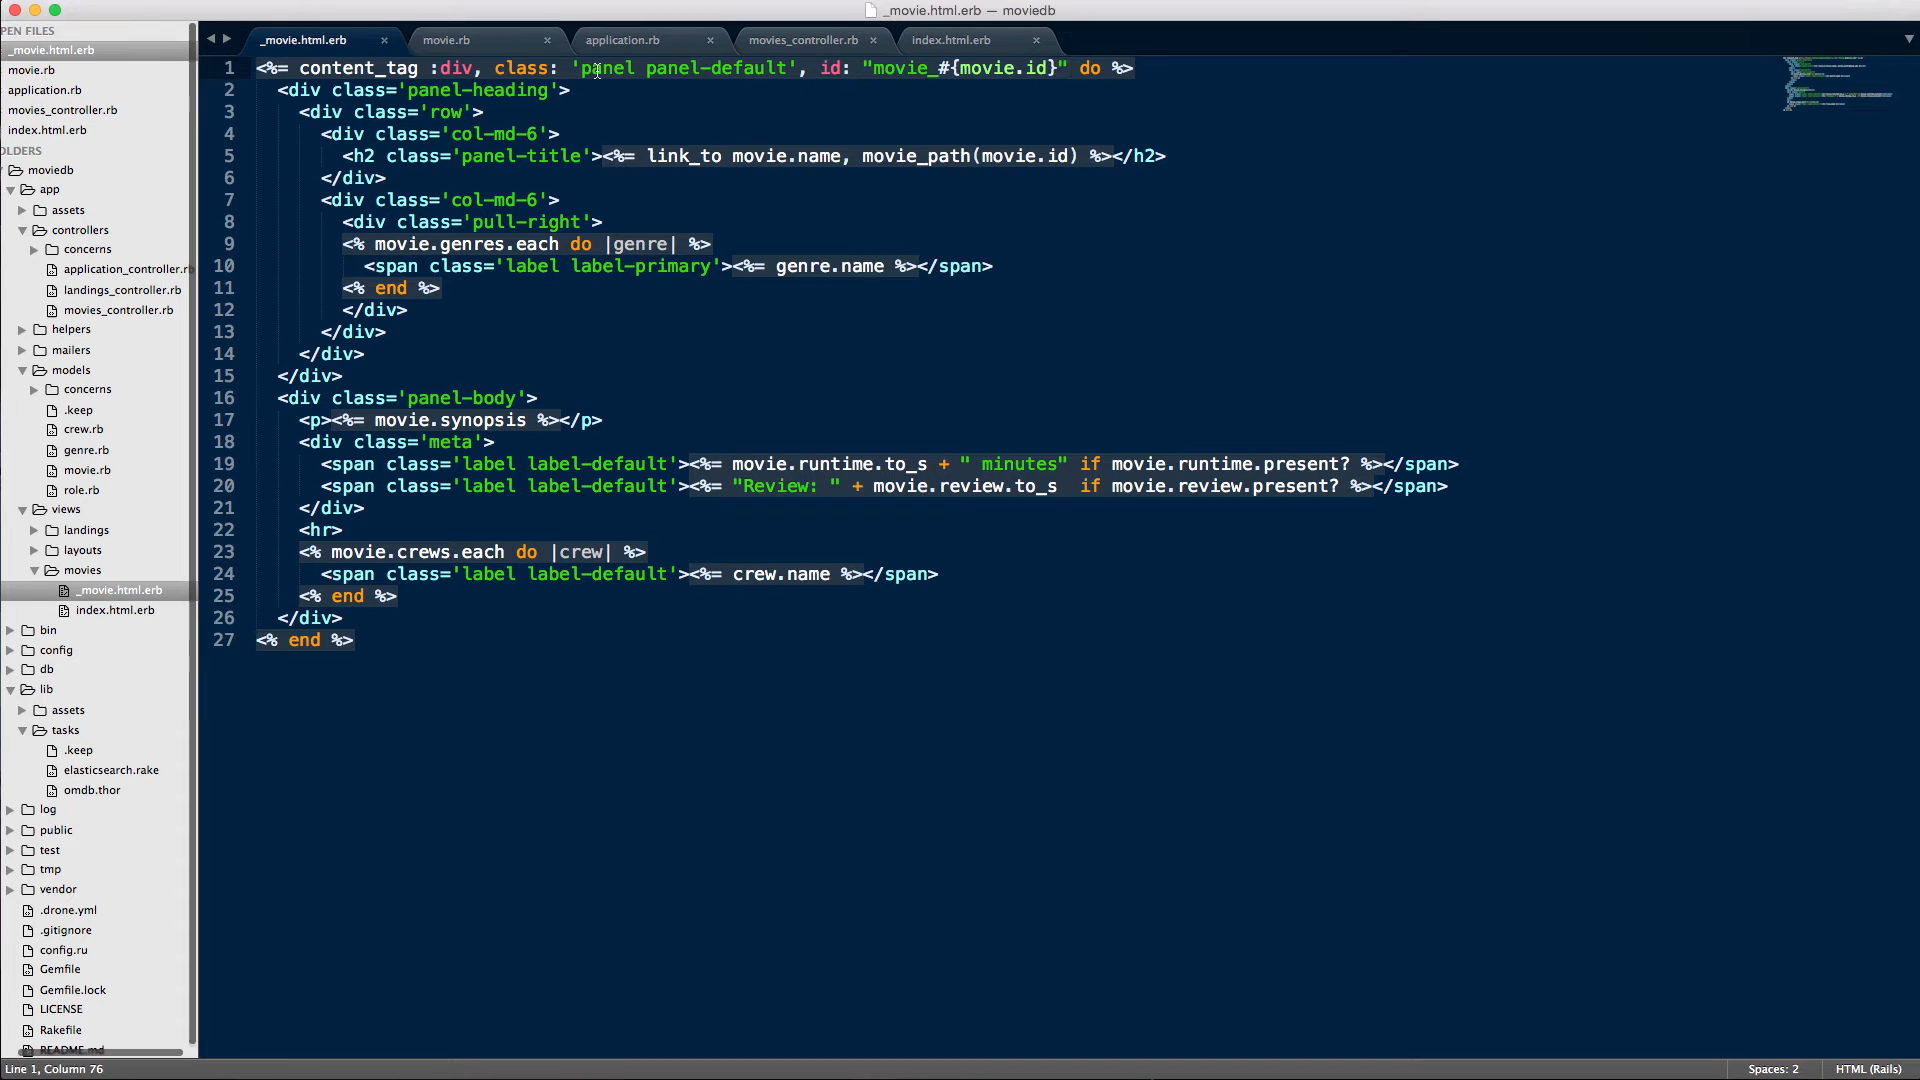 _movie.html.erb — moviedb
PEN FILES
_movie.html.erb
movie.rb
application.rb
movies_controller.rb
index.html.erb
OLDERS
moviedb
app
assets
controllers
concerns
application_controller.rb
landings_controller.rb
movies_controller.rb
helpers
mailers
models
concerns
.keep
crew.rb
genre.rb
movie.rb
role.rb
views
landings
layouts
movies
_movie.html.erb
index.html.erb
bin
config
db
lib
assets
tasks
.keep
elasticsearch.rake
omdb.thor
log
public
test
tmp
vendor
.drone.yml
.gitignore
config.ru
Gemfile
Gemfile.lock
LICENSE
Rakefile
README.md
_movie.html.erb movie.rb application.rb movies_controller.rb index.html.erb
1 <%= content_tag :div, class: 'panel panel-default', id: "movie_#{movie.id}" do %>
2 <div class='panel-heading'>
3 <div class='row'>
4 <div class='col-md-6'>
5 <h2 class='panel-title'><%= link_to movie.name, movie_path(movie.id) %></h2>
6 </div>
7 <div class='col-md-6'>
8 <div class='pull-right'>
9 <% movie.genres.each do |genre| %>
10 <span class='label label-primary'><%= genre.name %></span>
11 <% end %>
12 </div>
13 </div>
14 </div>
15 </div>
16 <div class='panel-body'>
17 <p><%= movie.synopsis %></p>
18 <div class='meta'>
19 <span class='label label-default'><%= movie.runtime.to_s + " minutes" if movie.runtime.present? %></span>
20 <span class='label label-default'><%= "Review: " + movie.review.to_s  if movie.review.present? %></span>
21 </div>
22 <hr>
23 <% movie.crews.each do |crew| %>
24 <span class='label label-default'><%= crew.name %></span>
25 <% end %>
26 </div>
27 <% end %>
Line 1, Column 76
Spaces: 2
HTML (Rails)